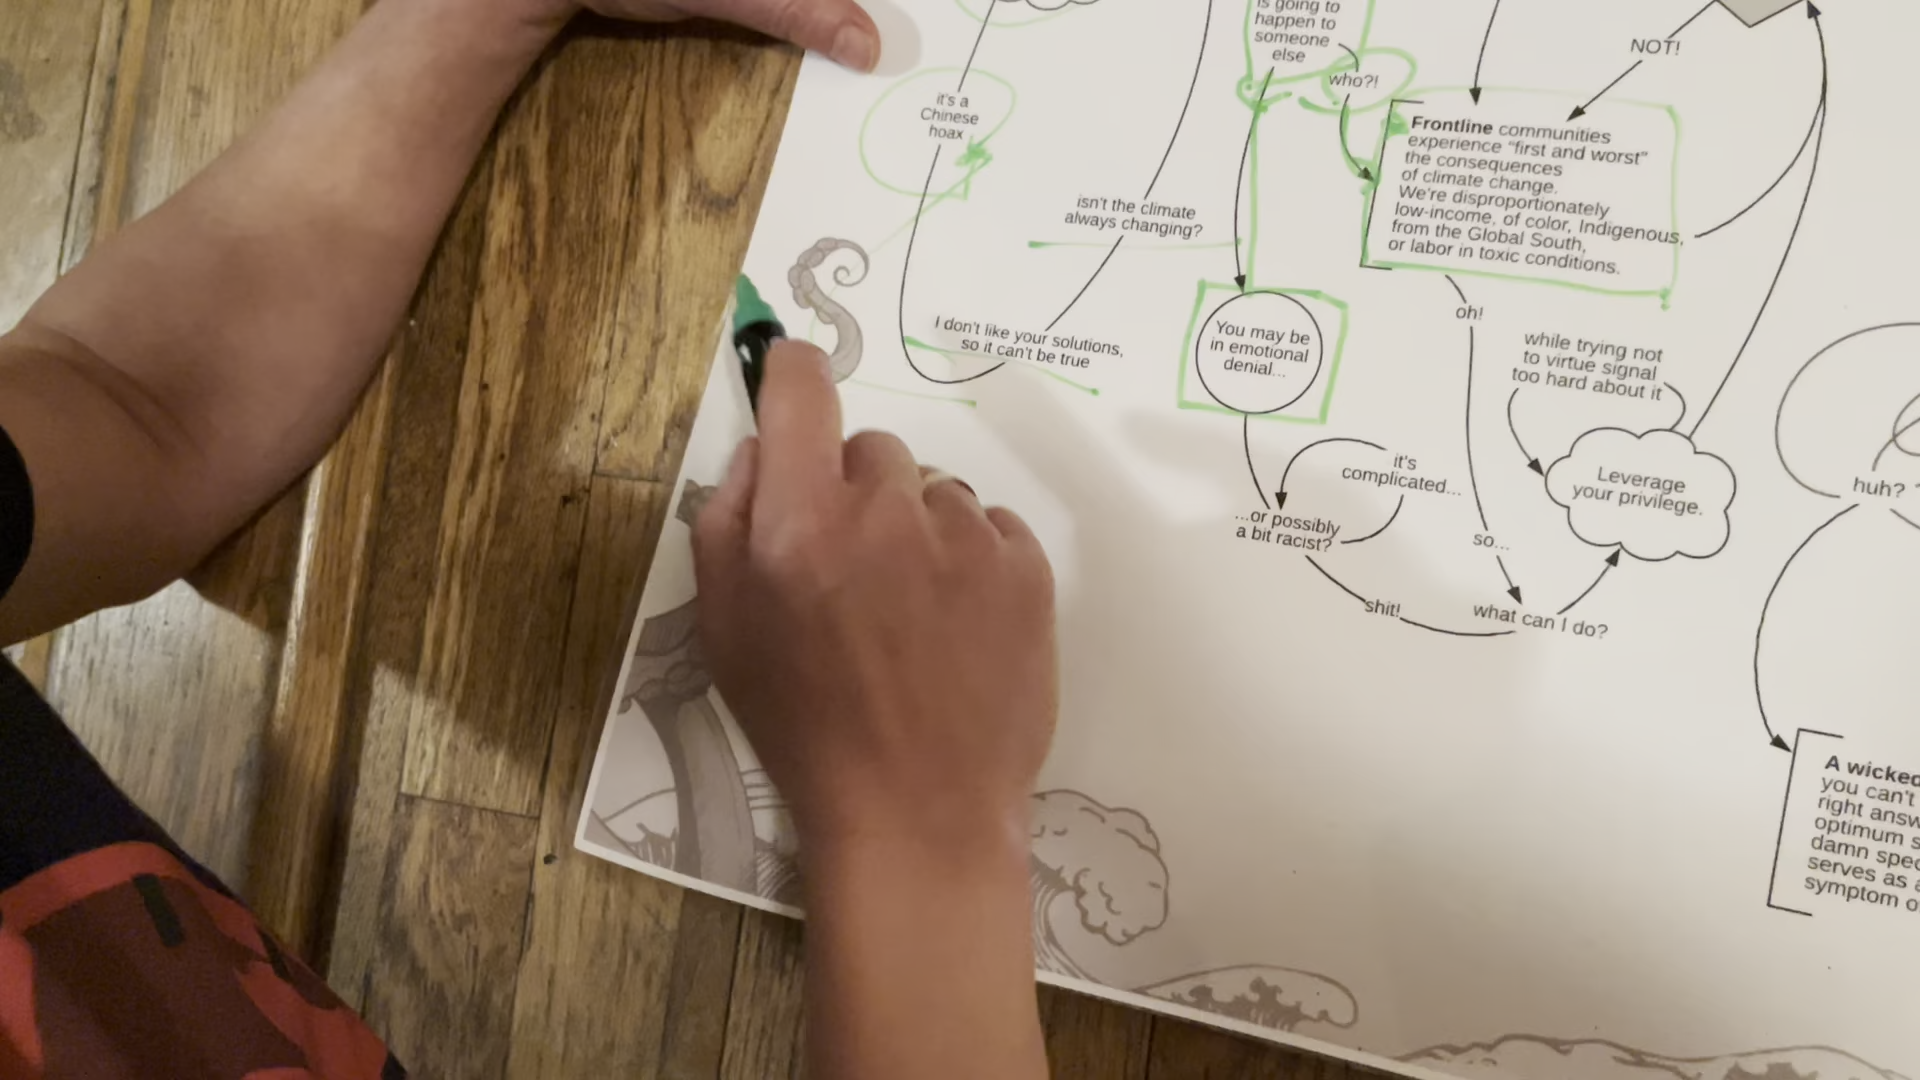 is going to
happen to
someone
else
who?!
NOT!
it's a
Chinese
hoax
Frontline communities
experience “first and worst”
the consequences
of climate change.
We're disproportionately
low-income, of color, Indigenous,
from the Global South,
or labor in toxic conditions.
isn't the climate
always changing?
I don't like your solutions,
so it can't be true
You may be
in emotional
denial...
oh!
while trying not
to virtue signal
too hard about it
it's
complicated...
Leverage
your privilege.
huh?
...or possibly
a bit racist?
so...
shit!
what can I do?
A wicked
you can't
right answ
optimum s
damn spec
serves as a
symptom o